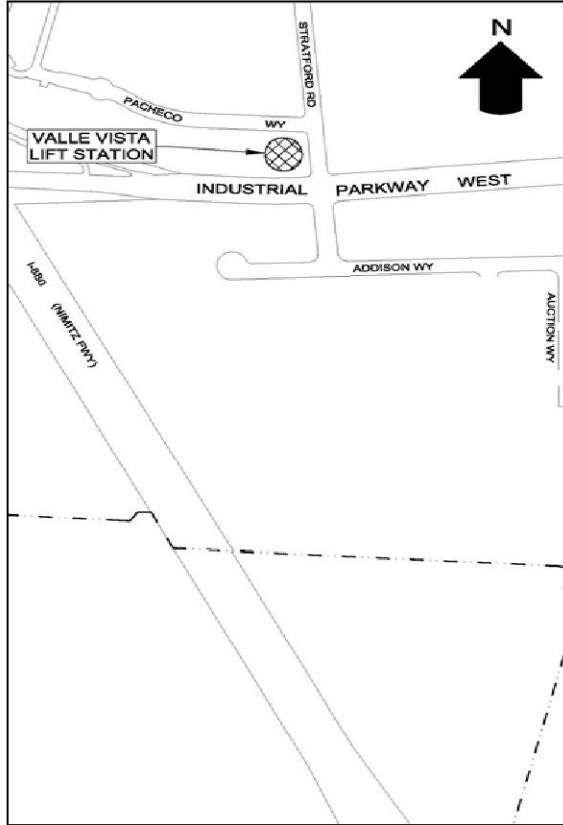 N
STRATFORD RD
PACHECO WY
VALLE VISTA
LIFT STATION
INDUSTRIAL PARKWAY WEST
ADDISON WY
I-880 (NIMITZ FWY)
AUCTION WY